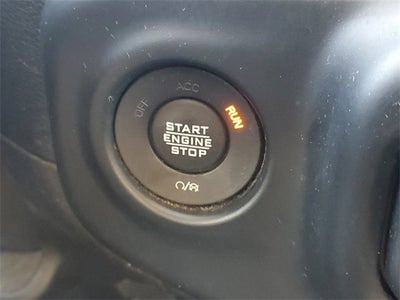 ACC
OFF
RUN
START
ENGINE
STOP